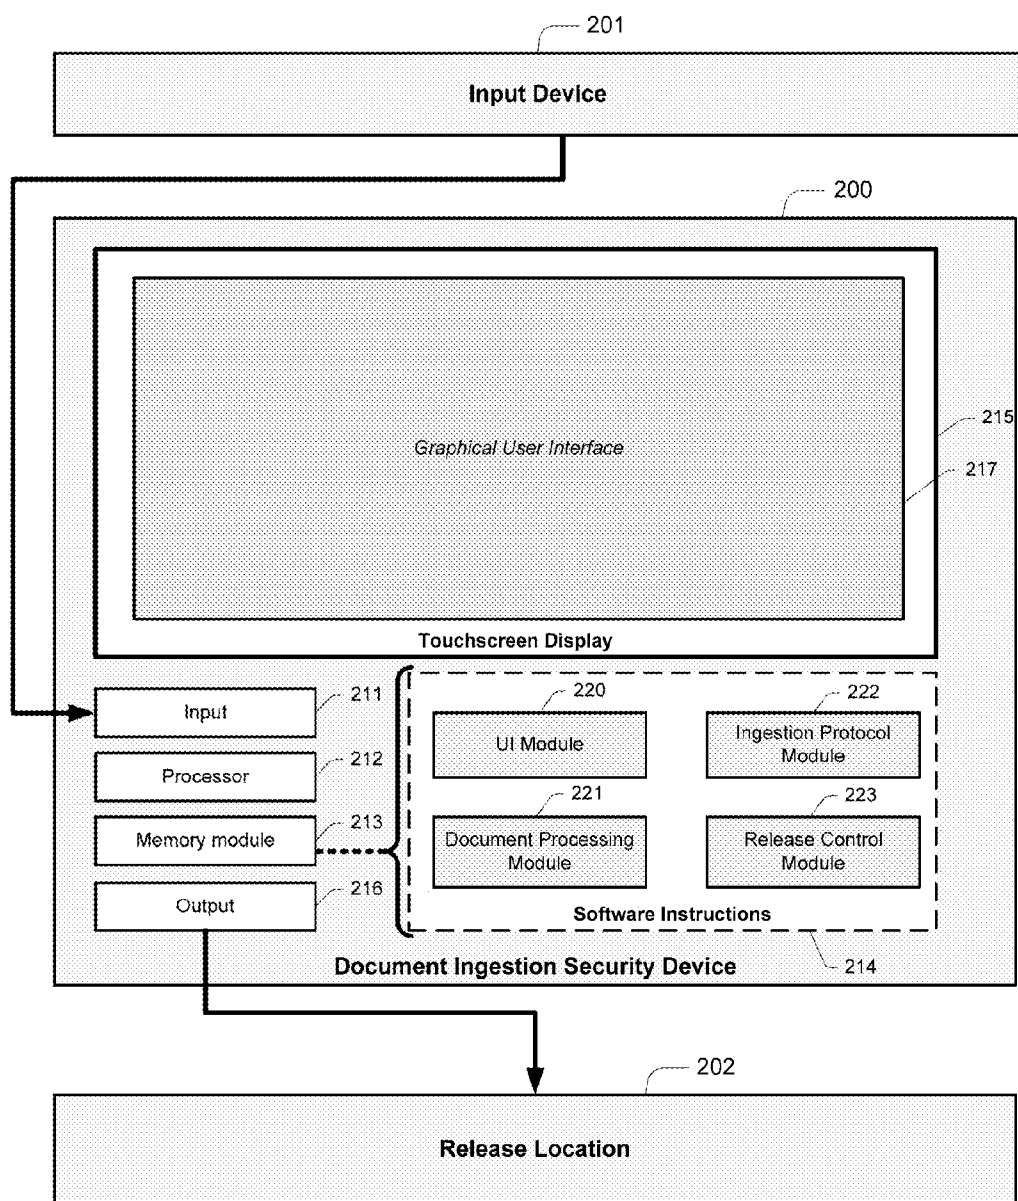 201
Input Device
200
Graphical User Interface
215
217
Touchscreen Display
Input
211
Processor
212
Memory module
213
Output
216
220
UI Module
222
Ingestion Protocol
Module
221
Document Processing
Module
223
Release Control
Module
Software Instructions
214
Document Ingestion Security Device
202
Release Location